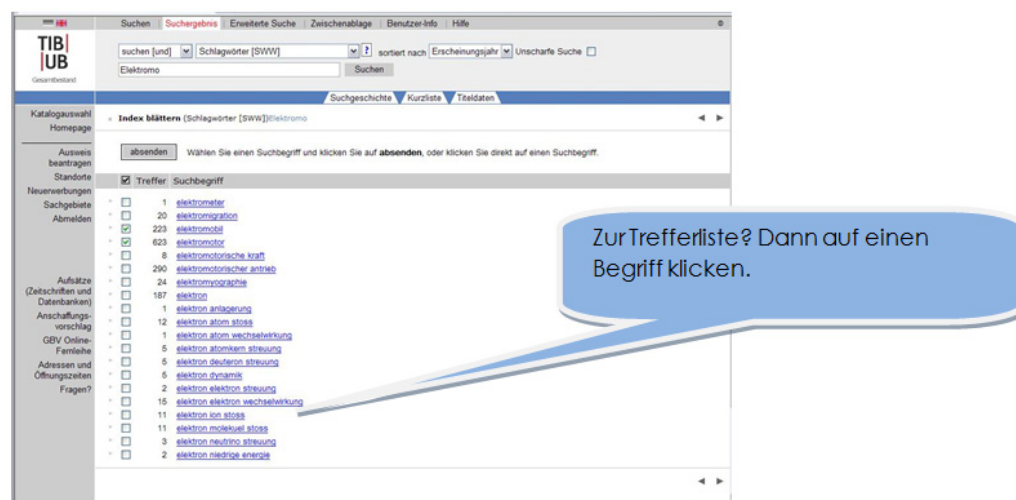 Suchen | Suchergebnis | Erweiterte Suche | Zwischenablage | Benutzer-Info | Hilfe
TIB|
|UB
Gesamtbestand
suchen [und] Schlagwörter [SWW] ? sortiert nach Erscheinungsjahr Unscharfe Suche
Elektromo Suchen
Suchgeschichte Kurzliste Titeldaten
Katalogauswahl
Homepage
Ausweis
beantragen
Standorte
Neuerwerbungen
Sachgebiete
Abmelden
Aufsätze
(Zeitschriften und
Datenbanken)
Anschaffungs-
vorschlag
GBV Online-
Fernleihe
Adressen und
Öffnungszeiten
Fragen?
Index blättern (Schlagwörter [SWW])Elektromo
absenden Wählen Sie einen Suchbegriff und klicken Sie auf absenden, oder klicken Sie direkt auf einen Suchbegriff.
Treffer Suchbegriff
1 elektrometer
20 elektromigration
223 elektromobil
623 elektromotor
8 elektromotorische kraft
290 elektromotorischer antrieb
24 elektromyographie
187 elektron
1 elektron anlagerung
12 elektron atom stoss
1 elektron atom wechselwirkung
5 elektron atomkern streuung
5 elektron deuteron streuung
5 elektron dynamik
2 elektron elektron streuung
15 elektron elektron wechselwirkung
11 elektron ion stoss
11 elektron molekuel stoss
3 elektron neutrino streuung
2 elektron niedrige energie
Zur Trefferliste? Dann auf einen
Begriff klicken.